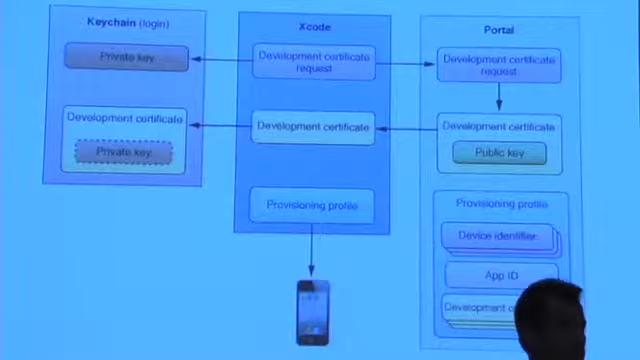 Keychain (login)
Private key
Development certificate
Private key
Xcode
Development certificate
request
Development certificate
Provisioning profile
Portal
Development certificate
request
Development certificate
Public key
Provisioning profile
Device identifier
App ID
Development